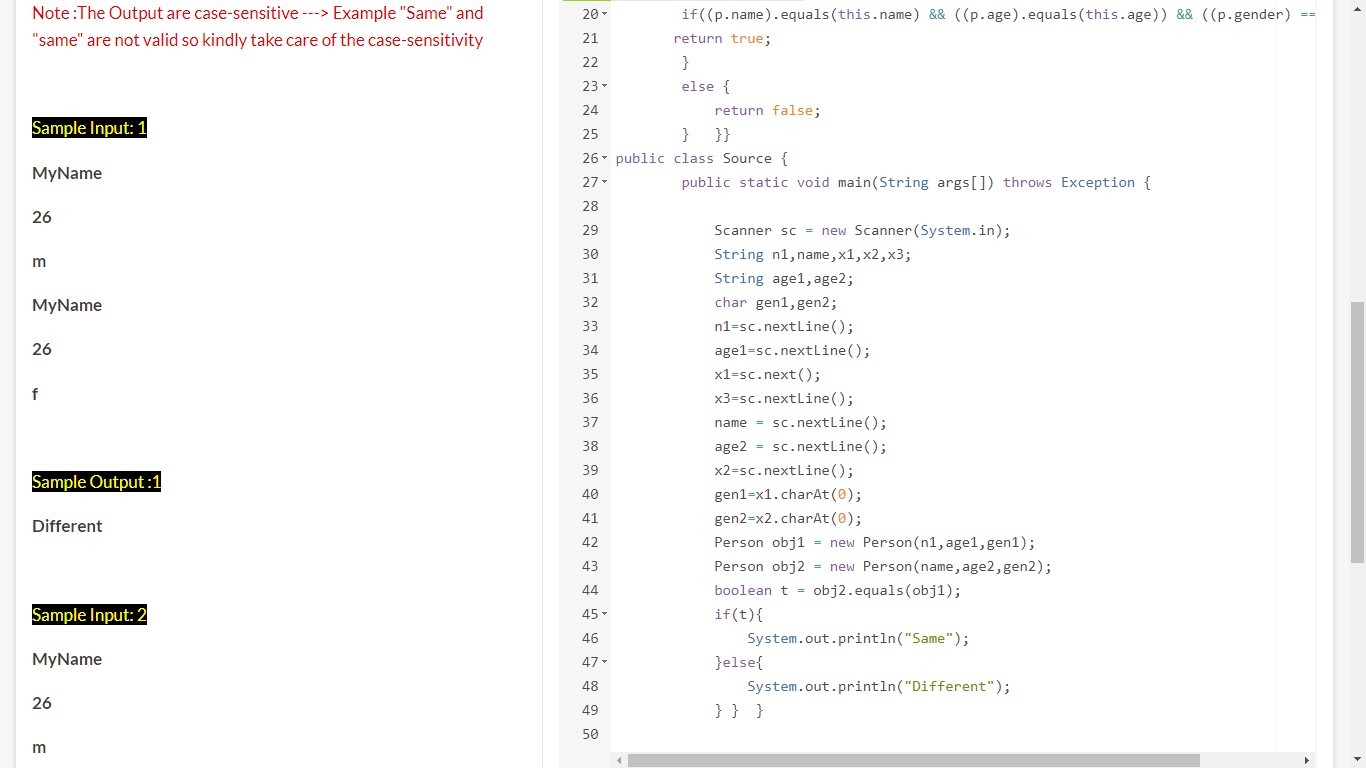 Note :The Output are case-sensitive ---> Example "Same" and
"same" are not valid so kindly take care of the case-sensitivity
Sample Input: 1
MyName
26
m
MyName
26
f
Sample Output :1
Different
Sample Input: 2
MyName
26
m
20 if((p.name).equals(this.name) && ((p.age).equals(this.age)) && ((p.gender) ==
21 return true;
22 }
23 else {
24 return false;
25 } }}
26 public class Source {
27 public static void main(String args[]) throws Exception {
28
29 Scanner sc = new Scanner(System.in);
30 String n1,name,x1,x2,x3;
31 String age1,age2;
32 char gen1,gen2;
33 n1=sc.nextLine();
34 age1=sc.nextLine();
35 x1=sc.next();
36 x3=sc.nextLine();
37 name = sc.nextLine();
38 age2 = sc.nextLine();
39 x2=sc.nextLine();
40 gen1=x1.charAt(0);
41 gen2=x2.charAt(0);
42 Person obj1 = new Person(n1,age1,gen1);
43 Person obj2 = new Person(name,age2,gen2);
44 boolean t = obj2.equals(obj1);
45 if(t){
46 System.out.println("Same");
47 }else{
48 System.out.println("Different");
49 } } }
50